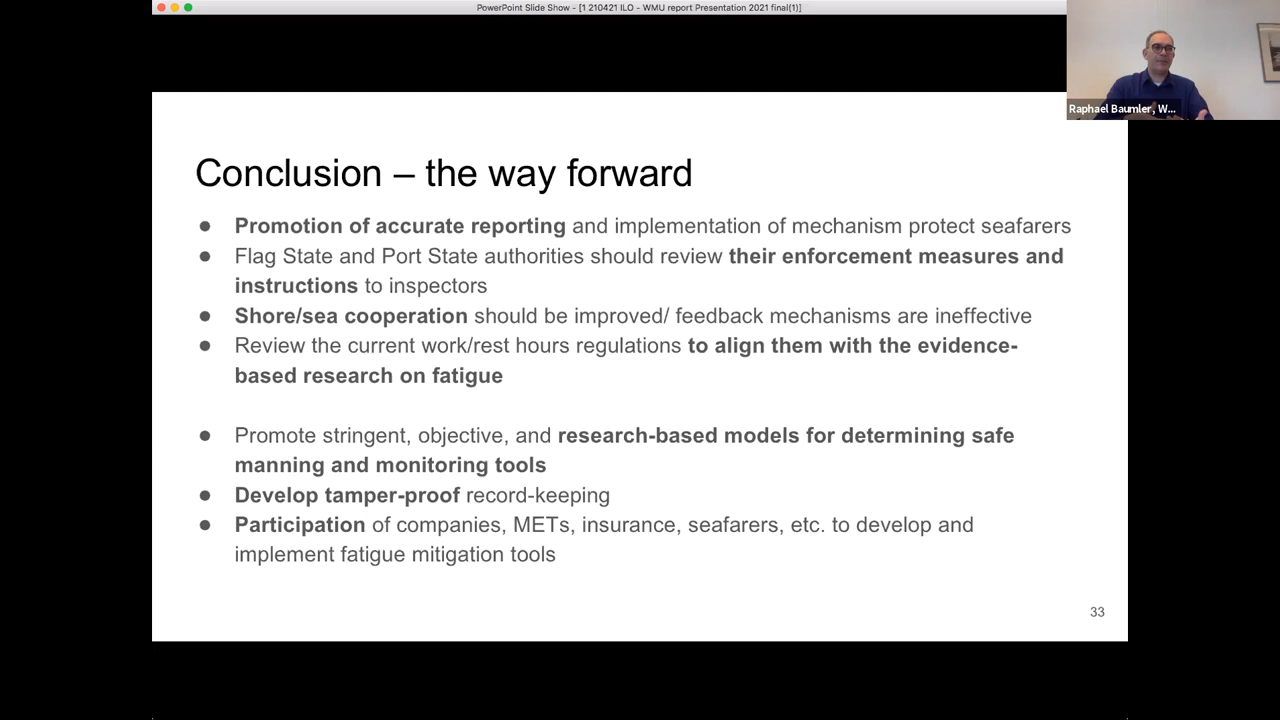 PowerPoint Slide Show - [1 210421 ILO - WMU report Presentation 2021 final(1)]
Raphael Baumler, W...
Conclusion – the way forward
● Promotion of accurate reporting and implementation of mechanism protect seafarers
● Flag State and Port State authorities should review their enforcement measures and
instructions to inspectors
● Shore/sea cooperation should be improved/ feedback mechanisms are ineffective
● Review the current work/rest hours regulations to align them with the evidence-
based research on fatigue
● Promote stringent, objective, and research-based models for determining safe
manning and monitoring tools
● Develop tamper-proof record-keeping
● Participation of companies, METs, insurance, seafarers, etc. to develop and
implement fatigue mitigation tools
33